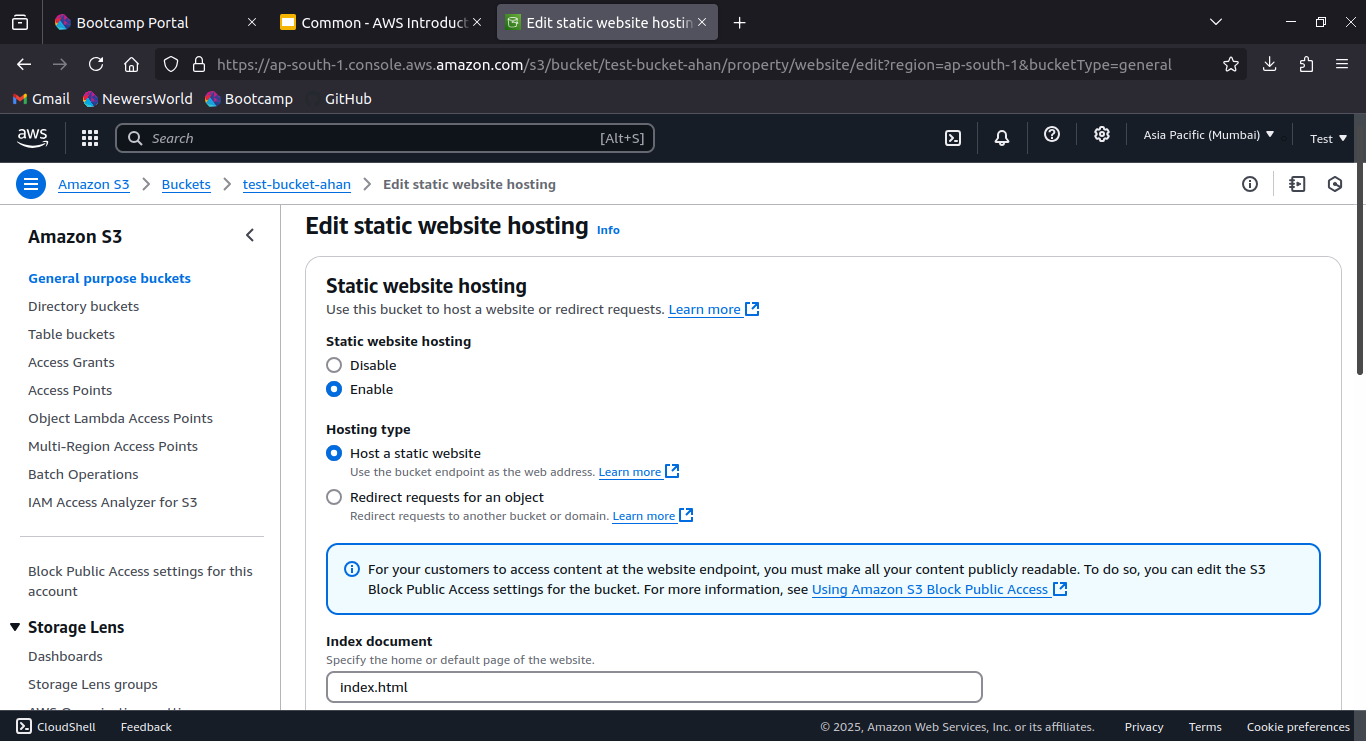 Bootcamp Portal
Common - AWS Introduct
Edit static website hostin
https://ap-south-1.console.aws.amazon.com/s3/bucket/test-bucket-ahan/property/website/edit?region=ap-south-1&bucketType=general
Gmail
NewersWorld
Bootcamp
GitHub
aws
Search
[Alt+S]
Asia Pacific (Mumbai)
Test
Amazon S3
Buckets
test-bucket-ahan
Edit static website hosting
Amazon S3
General purpose buckets
Directory buckets
Table buckets
Access Grants
Access Points
Object Lambda Access Points
Multi-Region Access Points
Batch Operations
IAM Access Analyzer for S3
Block Public Access settings for this
account
Storage Lens
Dashboards
Storage Lens groups
Edit static website hosting Info
Static website hosting
Use this bucket to host a website or redirect requests. Learn more
Static website hosting
Disable
Enable
Hosting type
Host a static website
Use the bucket endpoint as the web address. Learn more
Redirect requests for an object
Redirect requests to another bucket or domain. Learn more
For your customers to access content at the website endpoint, you must make all your content publicly readable. To do so, you can edit the S3
Block Public Access settings for the bucket. For more information, see Using Amazon S3 Block Public Access
Index document
Specify the home or default page of the website.
index.html
CloudShell
Feedback
© 2025, Amazon Web Services, Inc. or its affiliates.
Privacy
Terms
Cookie preferences